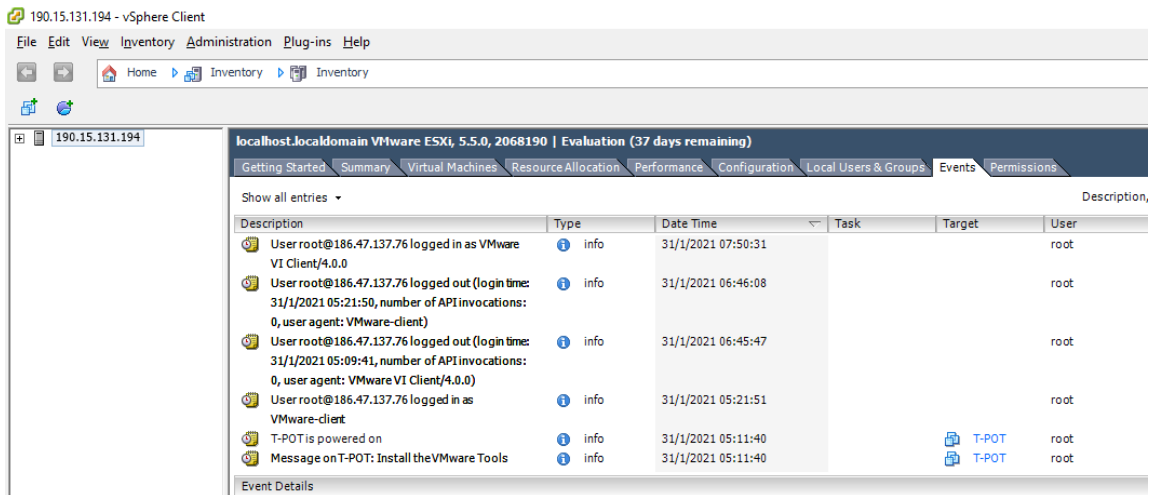 190.15.131.194 - vSphere Client
File Edit View Inventory Administration Plug-ins Help
Home Inventory Inventory
190.15.131.194
localhost.localdomain VMware ESXi, 5.5.0, 2068190 | Evaluation (37 days remaining)
Getting Started Summary Virtual Machines Resource Allocation Performance Configuration Local Users & Groups Events Permissions
Show all entries Description,
Description Type Date Time Task Target User
User root@186.47.137.76 logged in as VMware info 31/1/2021 07:50:31 root
VI Client/4.0.0
User root@186.47.137.76 logged out (login time: info 31/1/2021 06:46:08 root
31/1/2021 05:21:50, number of API invocations:
0, user agent: VMware-client)
User root@186.47.137.76 logged out (login time: info 31/1/2021 06:45:47 root
31/1/2021 05:09:41, number of API invocations:
0, user agent: VMware VI Client/4.0.0)
User root@186.47.137.76 logged in as info 31/1/2021 05:21:51 root
VMware-client
T-POT is powered on info 31/1/2021 05:11:40 T-POT root
Message on T-POT: Install the VMware Tools info 31/1/2021 05:11:40 T-POT root
Event Details